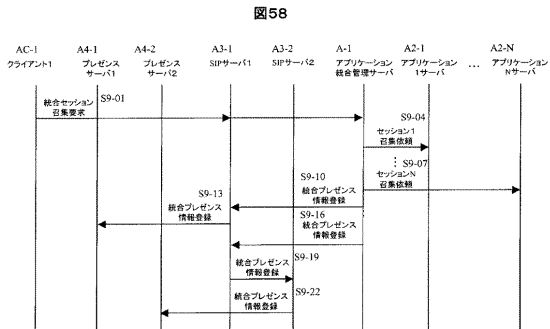 図58
AC-1 A4-1 A4-2 A3-1 A3-2 A-1 A2-1 A2-N
クライアント1 プレゼンス プレゼンス SIPサーバ1 SIPサーバ2 アプリケーション アプリケーション … アプリケーション
サーバ1 サーバ2 統合管理サーバ 1サーバ Nサーバ
統合セッション S9-01
召集要求
S9-04
セッション1
召集依頼
⋮ S9-07
セッションN
召集依頼
S9-10
統合プレゼンス
情報登録
S9-13
統合プレゼンス
情報登録
S9-16
統合プレゼンス
情報登録
統合プレゼンス S9-19
情報登録
統合プレゼンス S9-22
情報登録